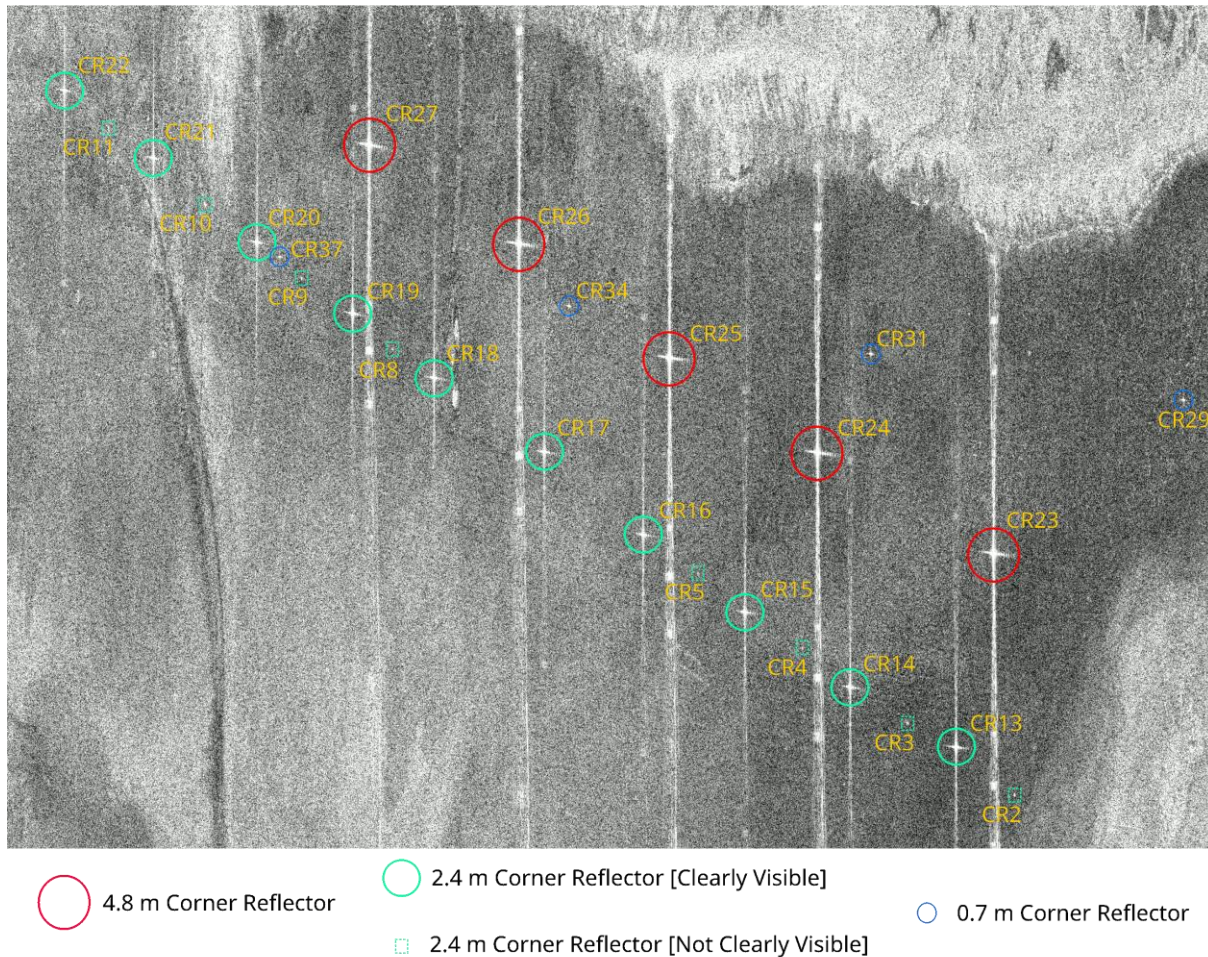 CR22
CR27
CR11
CR21
CR10
CR20
CR26
CR37
CR9
CR19
CR34
CR25
CR31
CR8
CR18
CR29
CR17
CR24
CR16
CR23
CR5
CR15
CR4
CR14
CR3
CR13
CR2
4.8 m Corner Reflector
2.4 m Corner Reflector [Clearly Visible]
2.4 m Corner Reflector [Not Clearly Visible]
0.7 m Corner Reflector